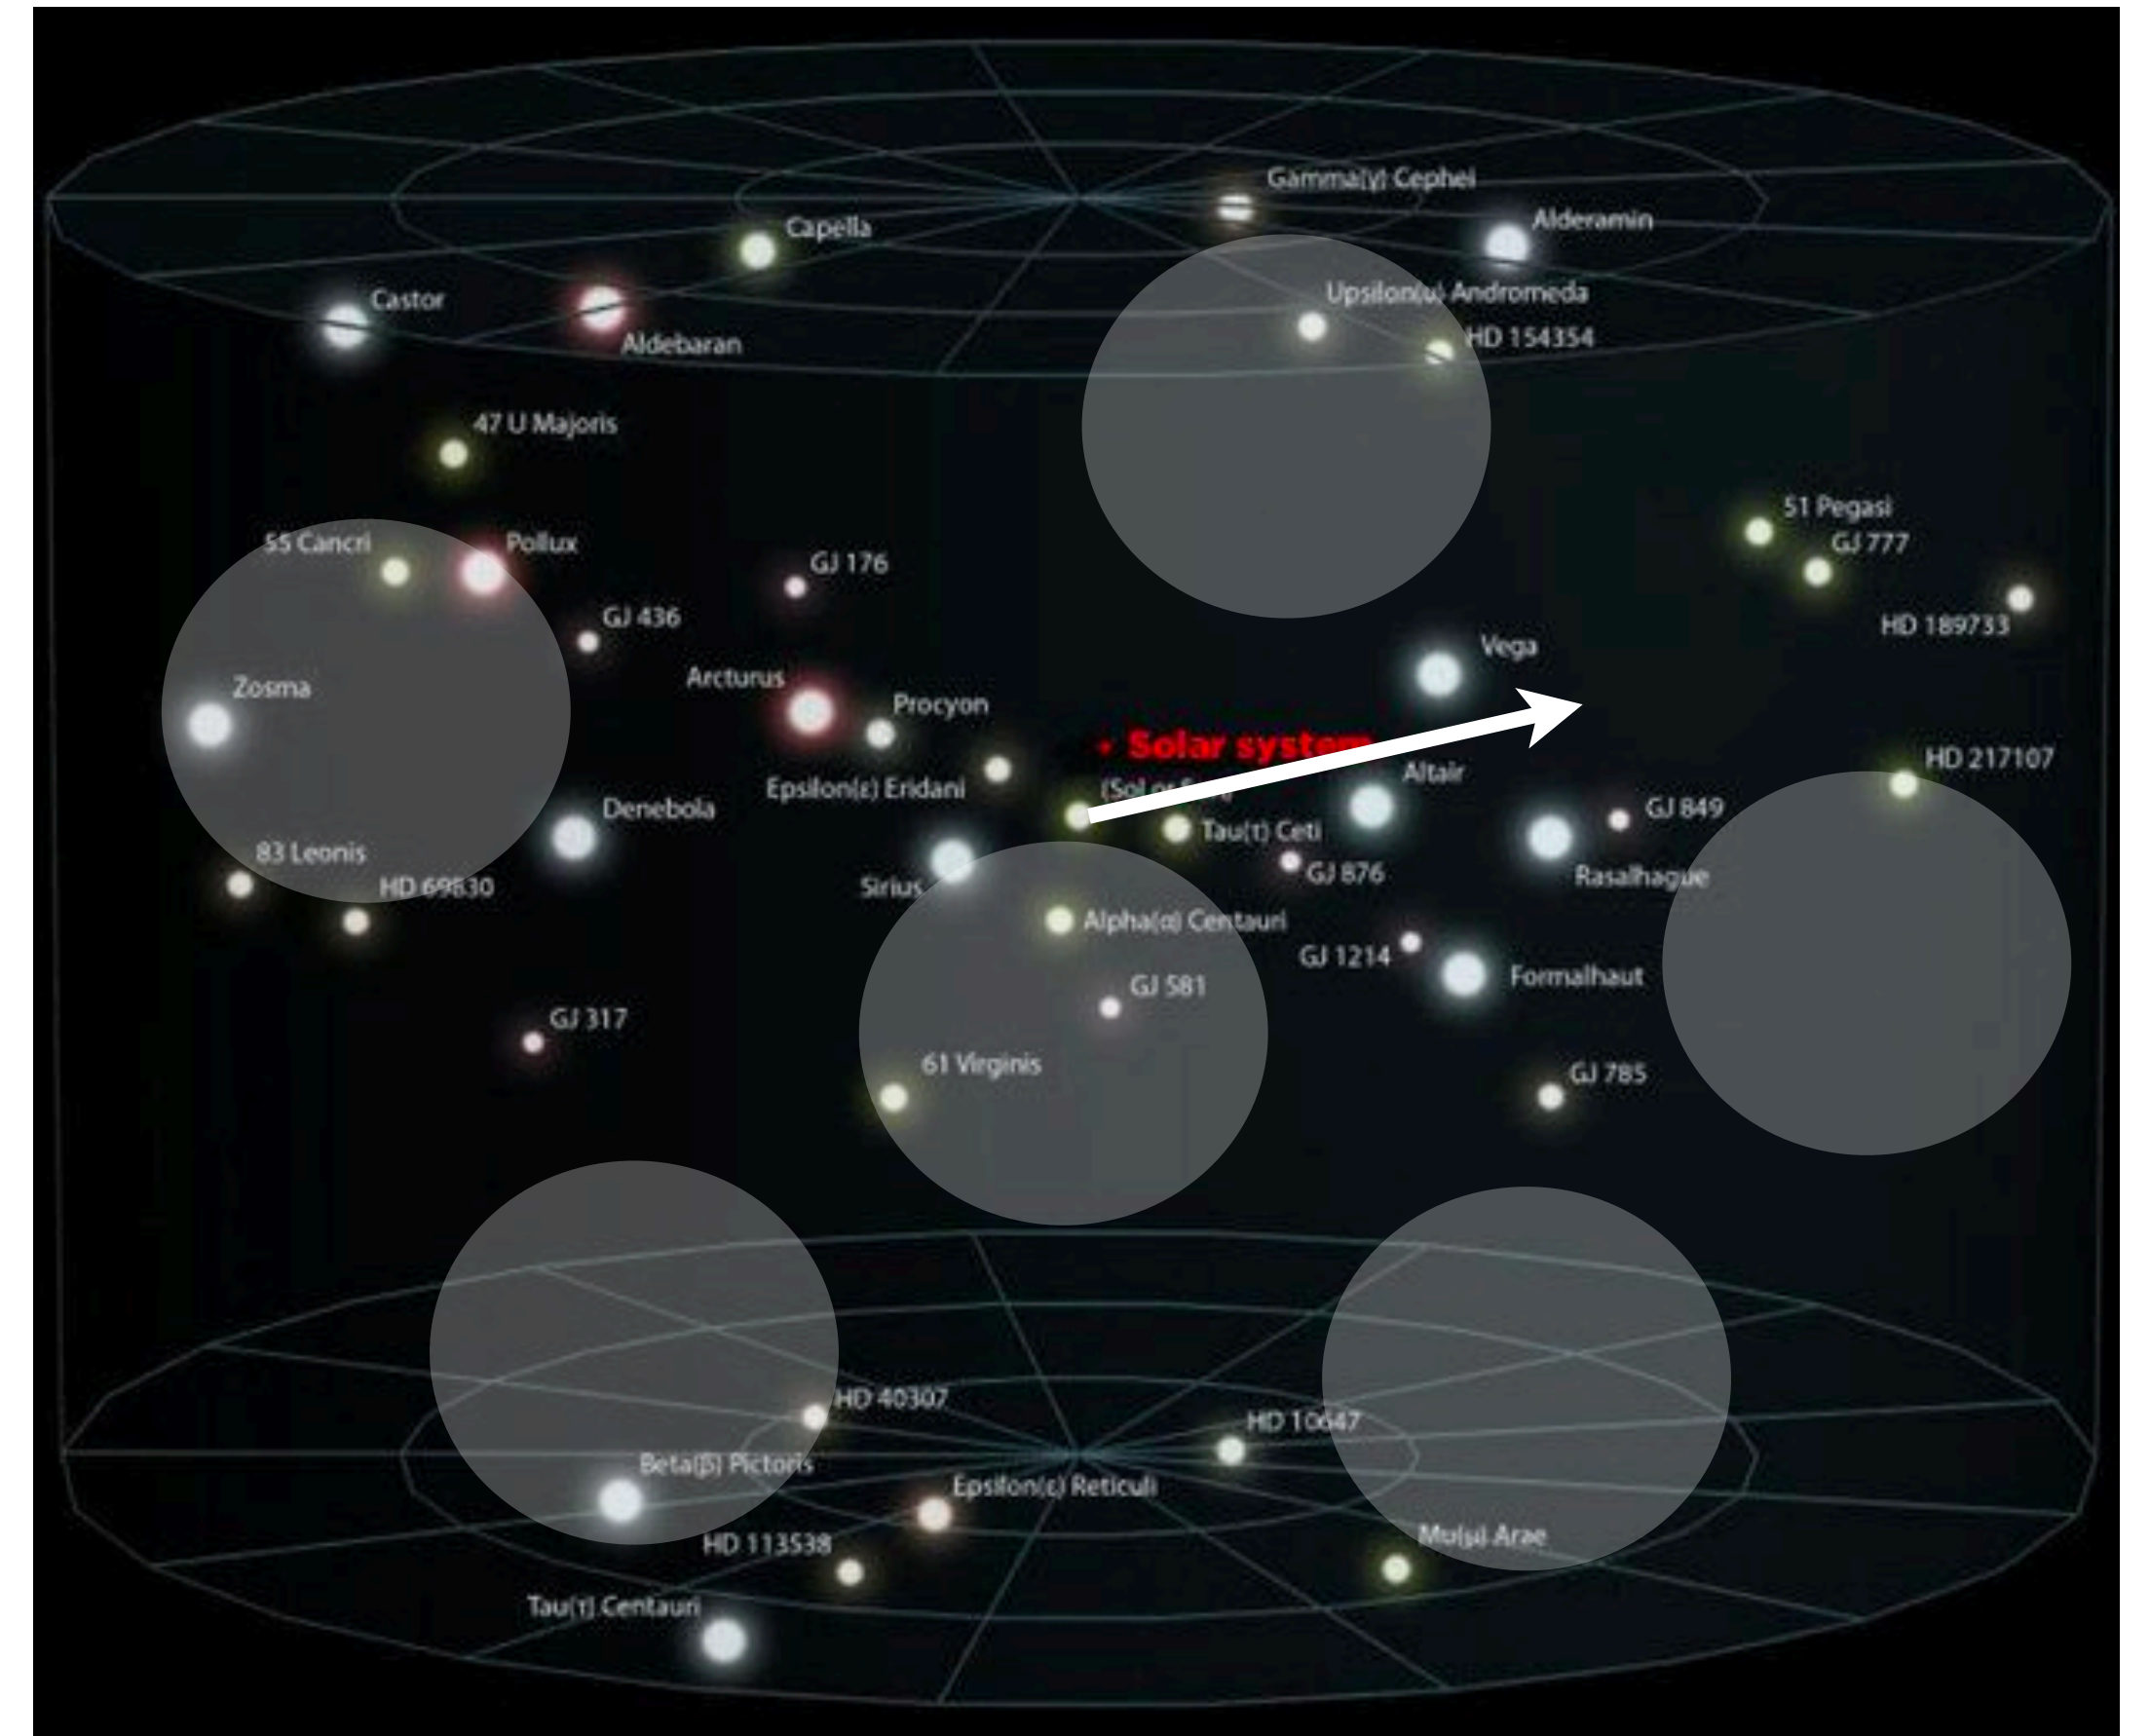 Gamma(γ) Cephei
Alderamin
Capella
Upsilon(υ) Andromeda
Castor
HD 154354
Aldebaran
47 U Majoris
51 Pegasi
55 Cancri
Pollux
GJ 777
GJ 176
GJ 436
HD 189733
Vega
Arcturus
Zosma
Procyon
• Solar system
HD 217107
Altair
Epsilon(ε) Eridani
(Sol or
Denebola
GJ 849
Tau(τ) Ceti
83 Leonis
GJ 876
Rasalhague
HD 69830
Sirius
Alpha(α) Centauri
GJ 1214
Formalhaut
GJ 581
GJ 317
61 Virginis
GJ 785
HD 40307
HD 10647
Beta(β) Pictoris
Epsilon(ε) Reticuli
Mu(μ) Arae
HD 113538
Tau(τ) Centauri